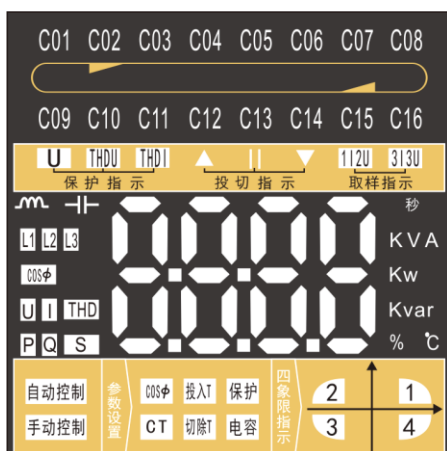 C01 C02 C03 C04 C05 C06 C07 C08
C09 C10 C11 C12 C13 C14 C15 C16
U THDU THDI 1I2U 3I3U
保护指示 投切指示 取样指示
秒
L1 L2 L3 KVA
COSΦ Kw
U I THD Kvar
P Q S % ℃
自动控制 参数设置 COSΦ 投入T 保护 四象限指示 2 1
手动控制 CT 切除T 电容 3 4